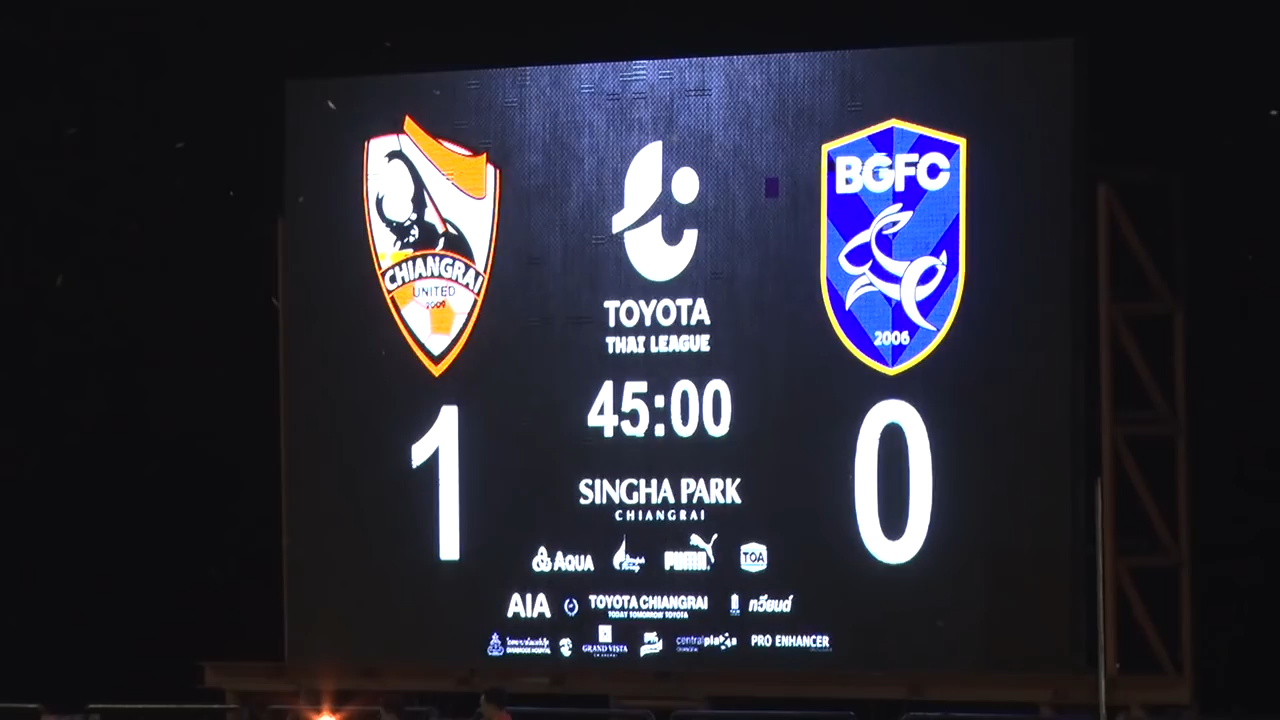 CHIANGRAI
UNITED
2009
BGFC
2006
TOYOTA
THAI LEAGUE
45:00
1
0
SINGHA PARK
CHIANGRAI
AQUA
PUMA
TOA
AIA
TOYOTA CHIANGRAI
TODAY TOMORROW TOYOTA
ทวียนต์
GRAND VISTA
centralplaza
PRO ENHANCER